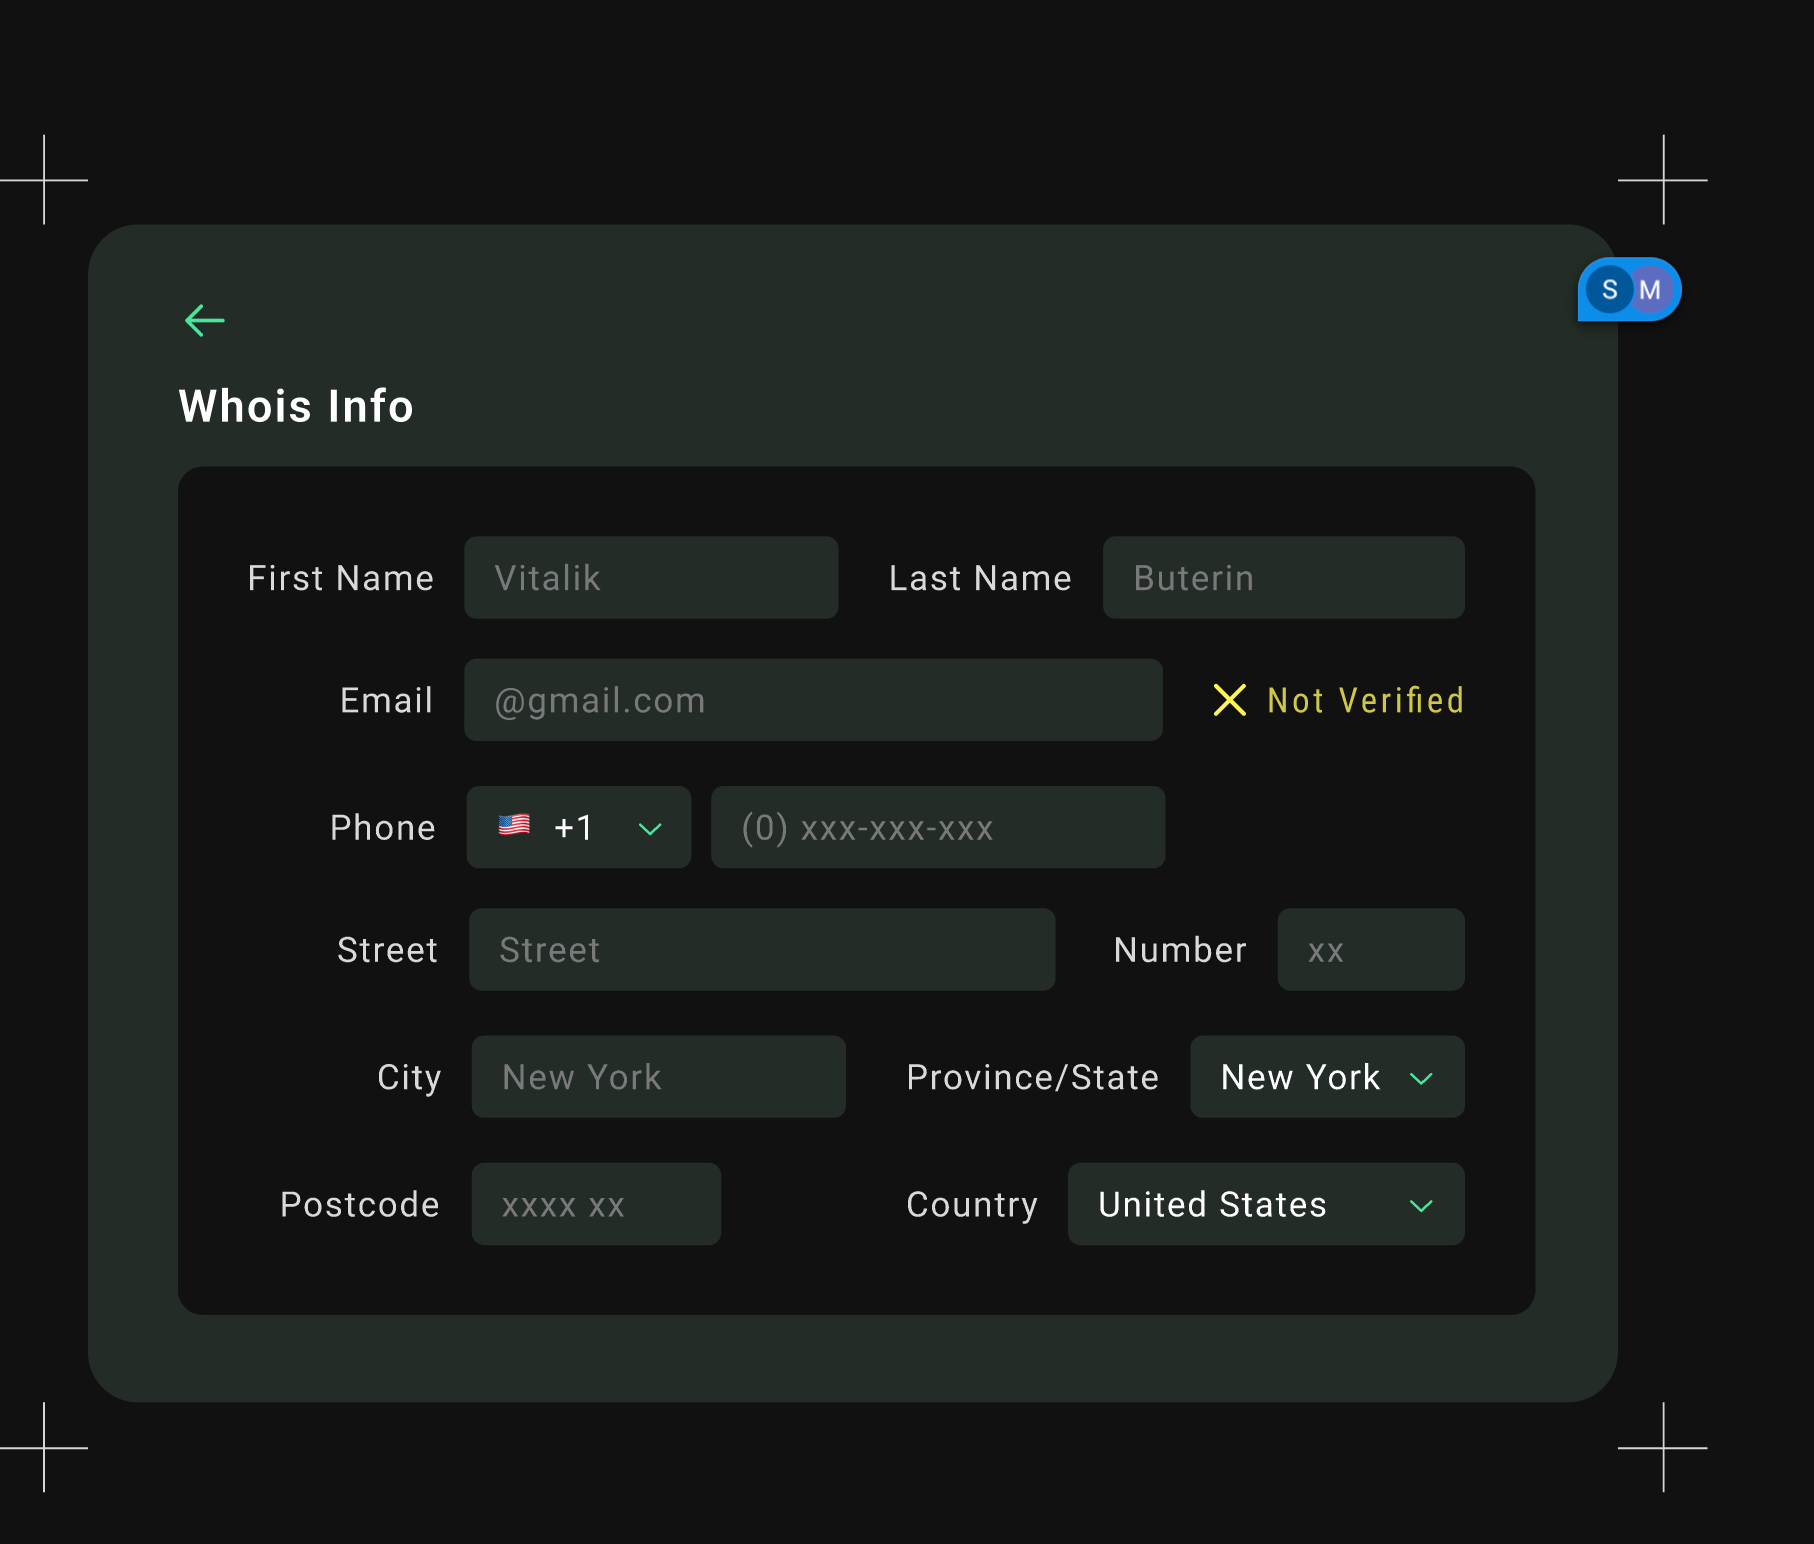 S M
Whois Info
First Name Vitalik Last Name Buterin
Email @gmail.com Not Verified
Phone +1 (0) xxx-xxx-xxx
Street Street Number xx
City New York Province/State New York
Postcode xxxx xx Country United States